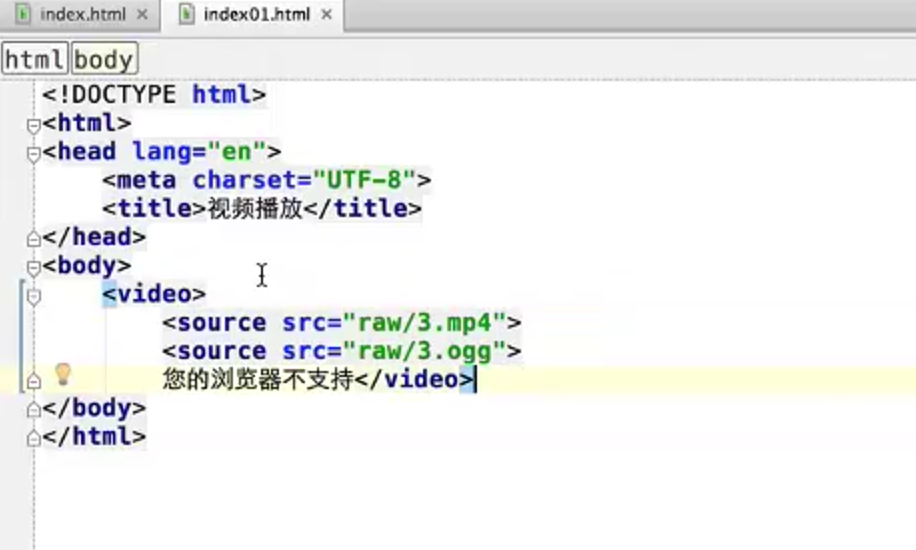 index.html index01.html
html body
<!DOCTYPE html>
<html>
<head lang="en">
<meta charset="UTF-8">
<title>视频播放</title>
</head>
<body>
<video>
<source src="raw/3.mp4">
<source src="raw/3.ogg">
您的浏览器不支持</video>
</body>
</html>